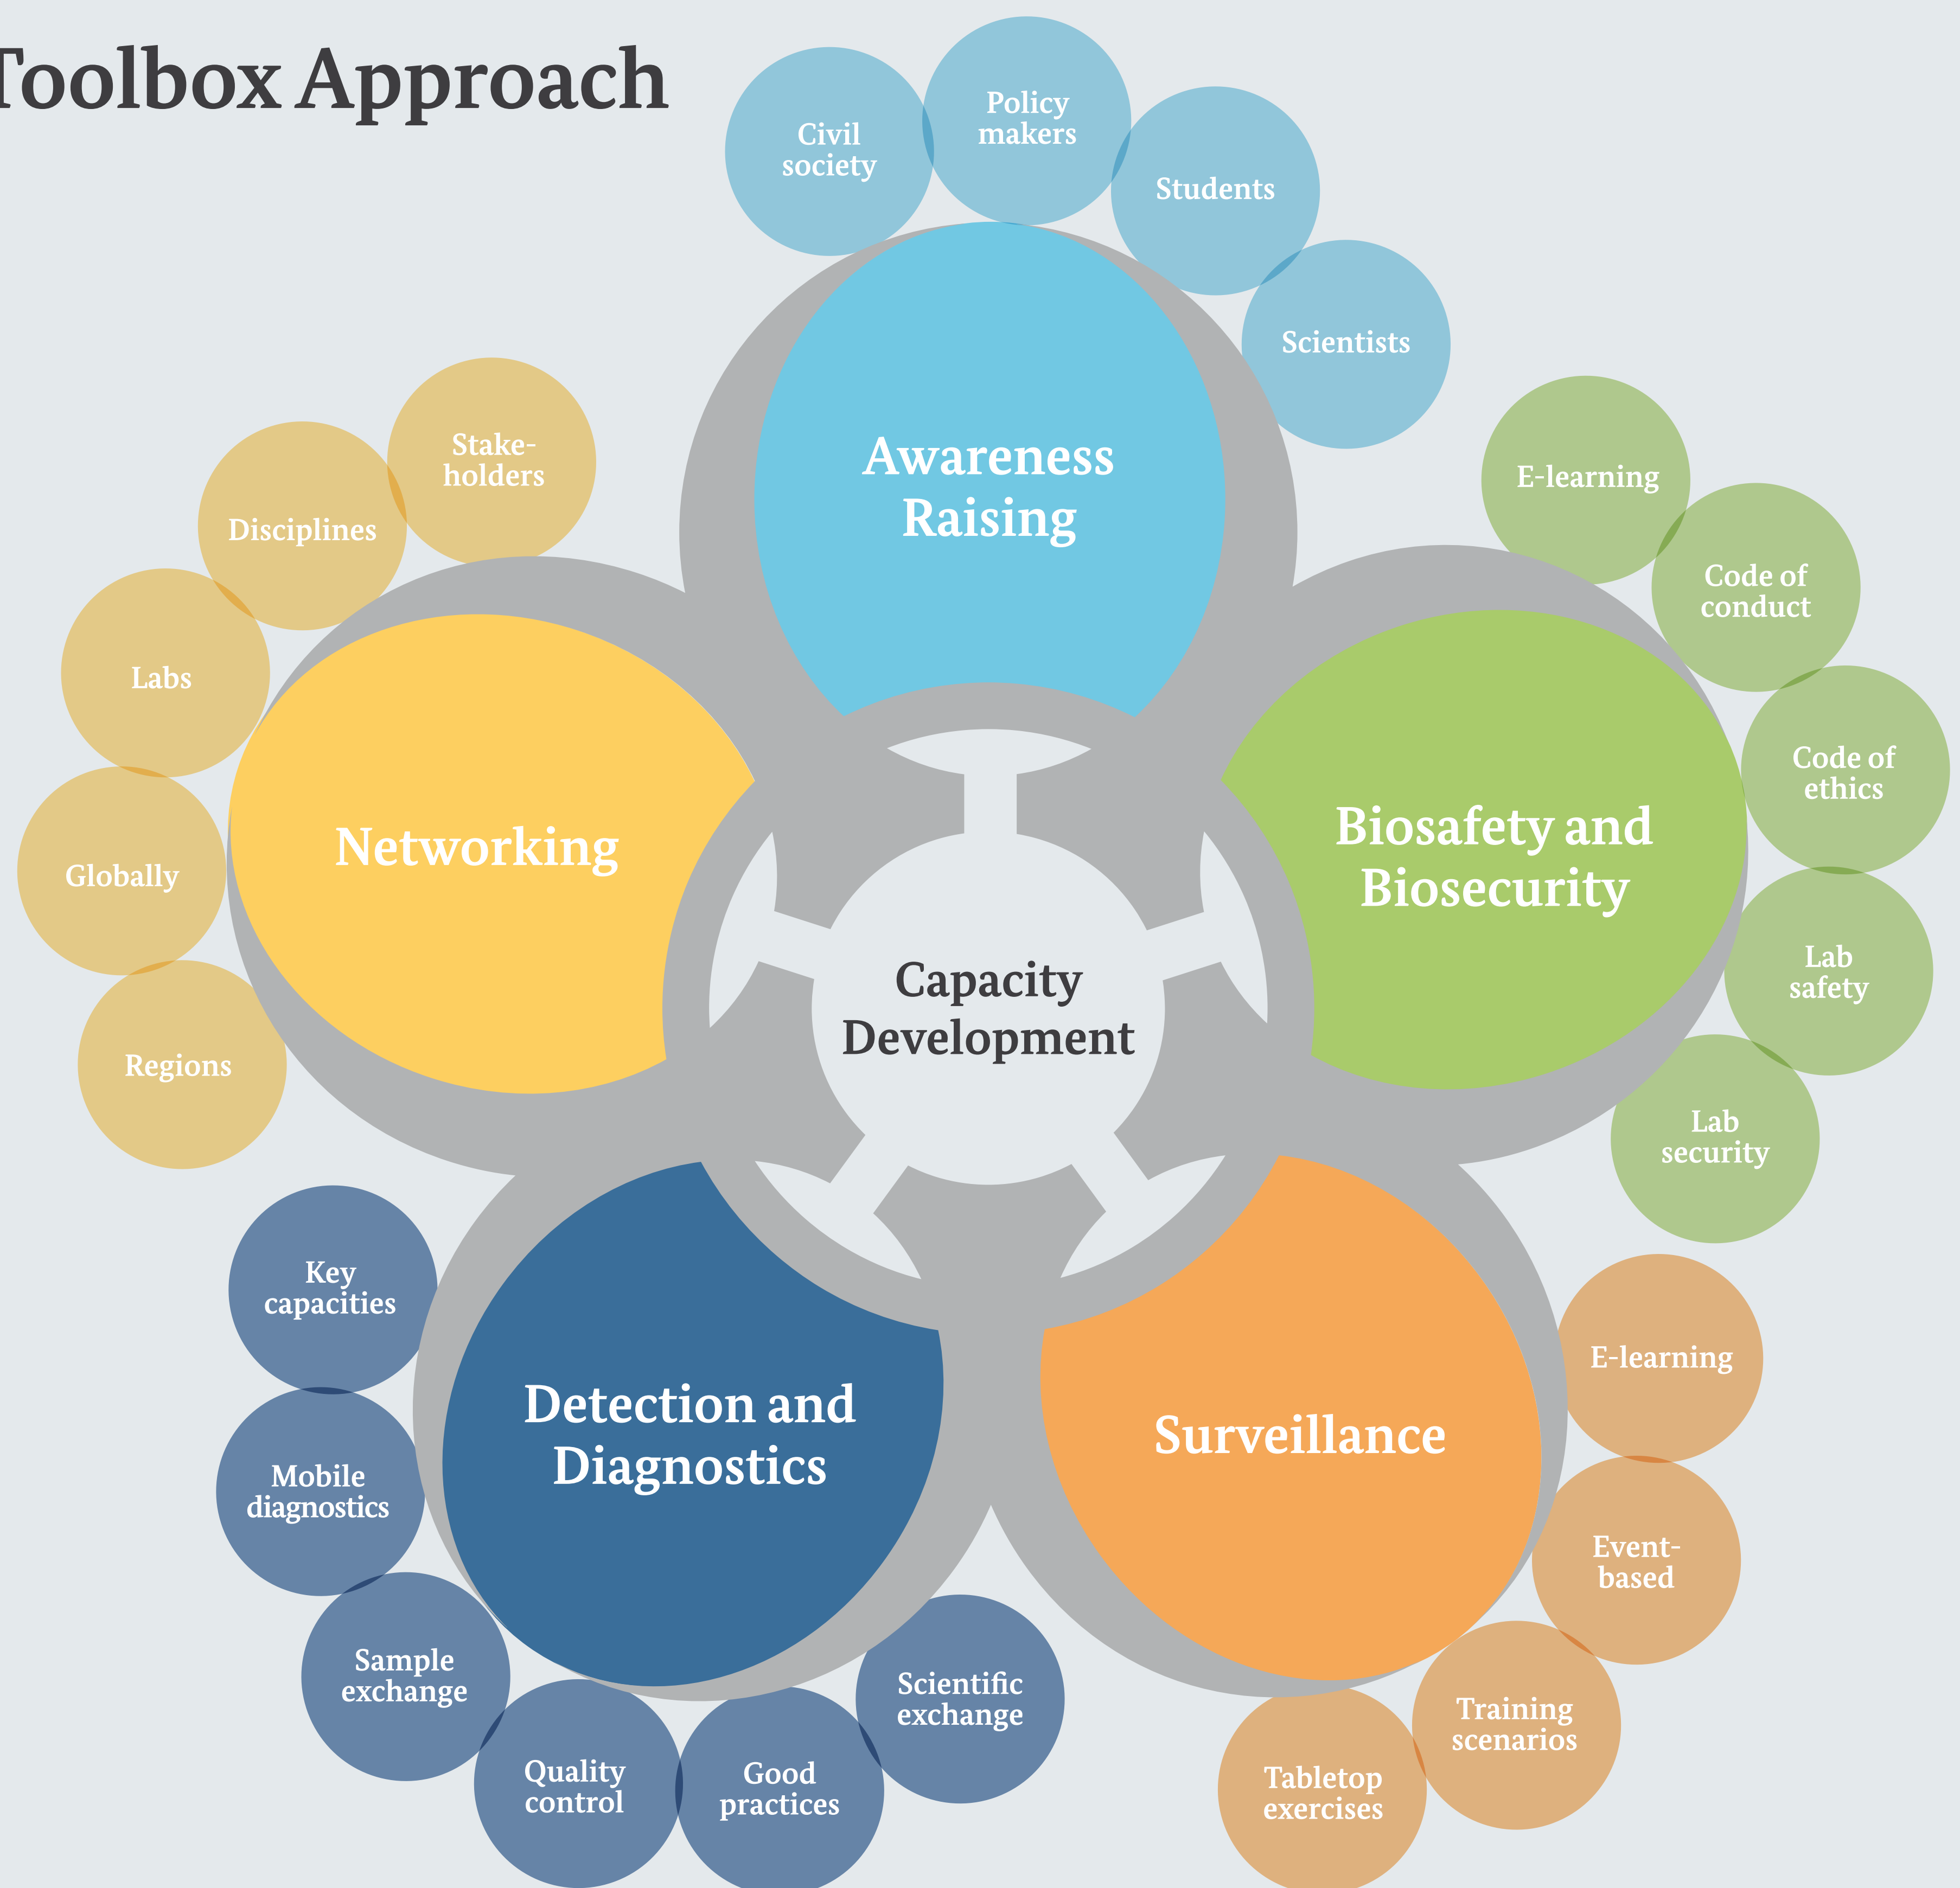 Toolbox Approach
Civil
society
Policy
makers
Students
Scientists
Awareness
Raising
E-learning
Code of
conduct
Code of
ethics
Lab
safety
Lab
security
Biosafety and
Biosecurity
Stake-
holders
Disciplines
Labs
Globally
Regions
Networking
Capacity
Development
Key
capacities
Mobile
diagnostics
Sample
exchange
Quality
control
Good
practices
Scientific
exchange
Detection and
Diagnostics
Surveillance
E-learning
Event-
based
Training
scenarios
Tabletop
exercises